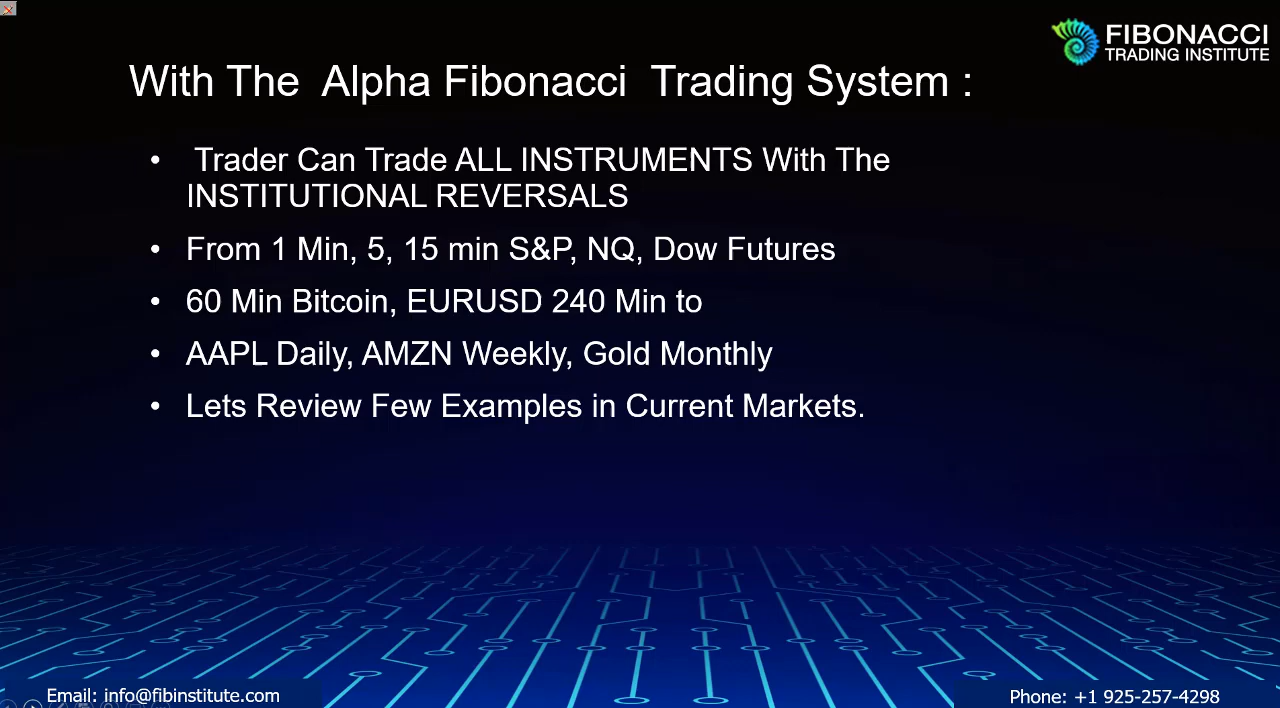 FIBONACCI
TRADING INSTITUTE
With The Alpha Fibonacci Trading System :
• Trader Can Trade ALL INSTRUMENTS With The
INSTITUTIONAL REVERSALS
• From 1 Min, 5, 15 min S&P, NQ, Dow Futures
• 60 Min Bitcoin, EURUSD 240 Min to
• AAPL Daily, AMZN Weekly, Gold Monthly
• Lets Review Few Examples in Current Markets.
Email: info@fibinstitute.com
Phone: +1 925-257-4298